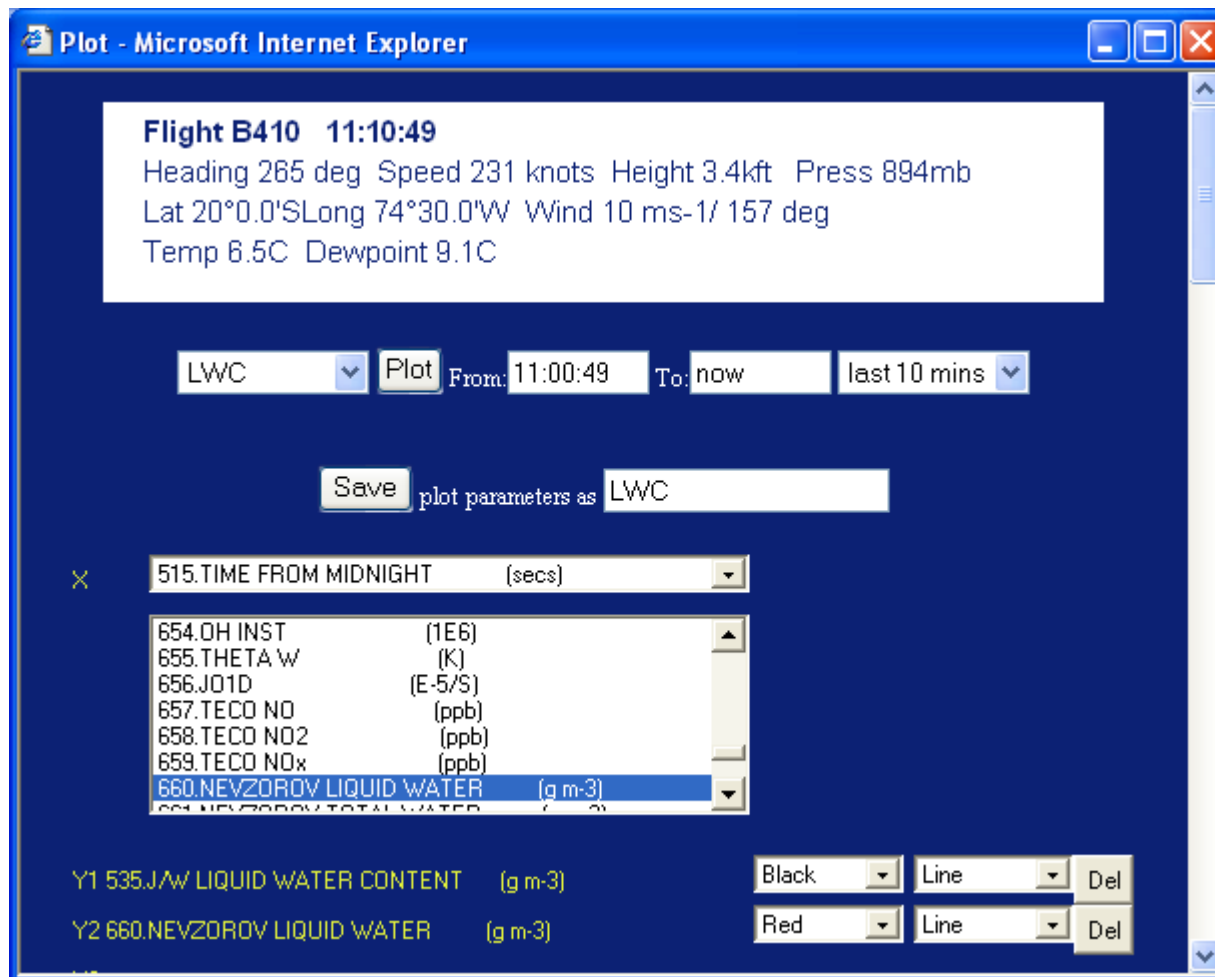 Plot - Microsoft Internet Explorer
Flight B410 11:10:49
Heading 265 deg Speed 231 knots Height 3.4kft Press 894mb
Lat 20°0.0'SLong 74°30.0'W Wind 10 ms-1/ 157 deg
Temp 6.5C Dewpoint 9.1C
LWC Plot From: 11:00:49 To: now last 10 mins
Save plot parameters as LWC
X 515.TIME FROM MIDNIGHT (secs)
654.OH INST (1E6)
655.THETA W (K)
656.JO1D (E-5/S)
657.TECO NO (ppb)
658.TECO NO2 (ppb)
659.TECO NOx (ppb)
660.NEVZOROV LIQUID WATER (g m-3)
661.NEVZOROV TOTAL WATER (g m-3)
Y1 535.J/W LIQUID WATER CONTENT (g m-3) Black Line Del
Y2 660.NEVZOROV LIQUID WATER (g m-3) Red Line Del